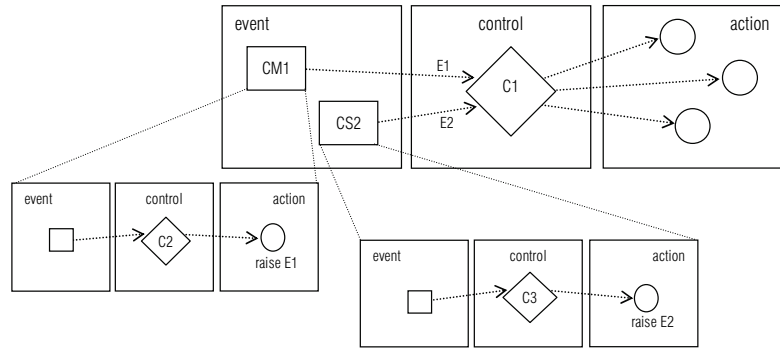 event
control
action
CM1
E1
C1
CS2
E2
event
control
action
C2
raise E1
event
control
action
C3
raise E2